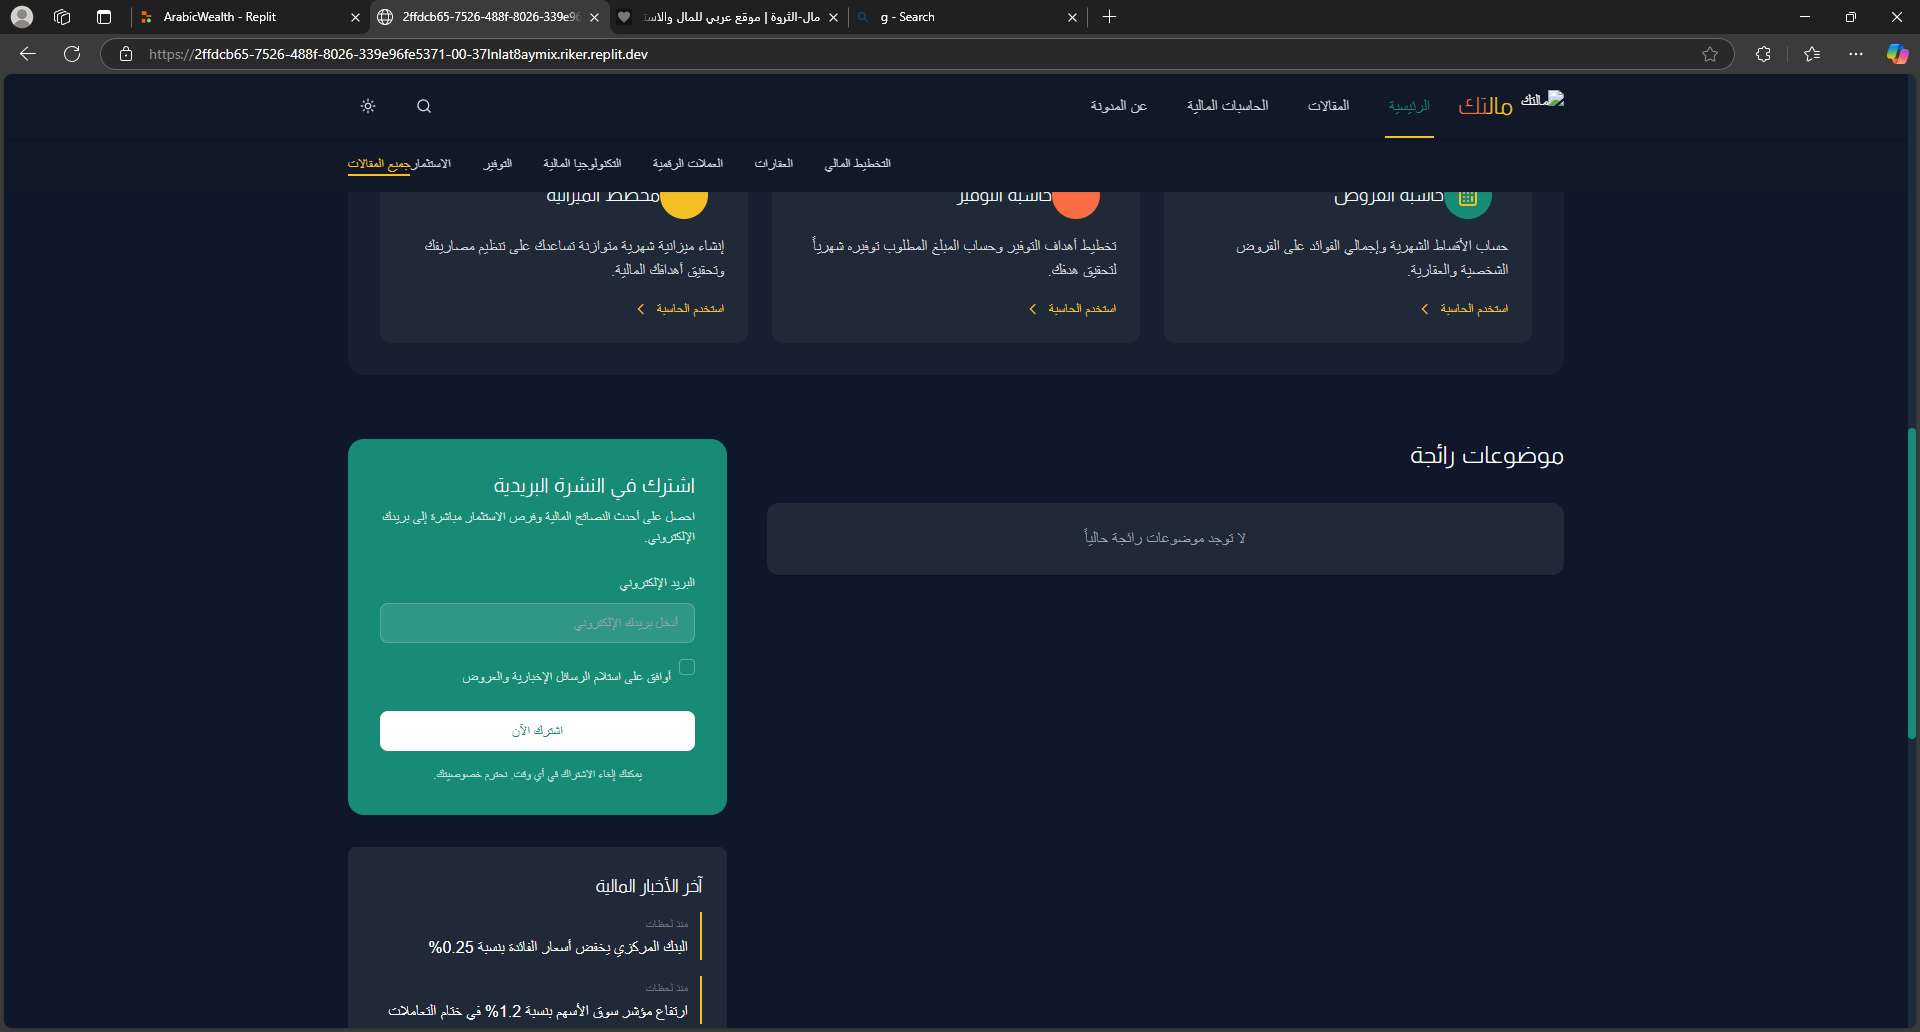 ArabicWealth - Replit
2ffdcb65-7526-488f-8026-339e96
مال-الثروة | موقع عربي للمال والاست
g - Search
https://2ffdcb65-7526-488f-8026-339e96fe5371-00-37lnlat8aymix.riker.replit.dev
مالتك
مالتك
الرئيسية
المقالات
الحاسبات المالية
عن المدونة
التخطيط المالي
العقارات
العملات الرقمية
التكنولوجيا المالية
التوفير
الاستثمار
جميع المقالات
حاسبة القروض
حساب الأقساط الشهرية وإجمالي الفوائد على القروض
الشخصية والعقارية.
استخدم الحاسبة
حاسبة التوفير
تخطيط أهداف التوفير وحساب المبلغ المطلوب توفيره شهرياً
لتحقيق هدفك.
استخدم الحاسبة
مخطط الميزانية
إنشاء ميزانية شهرية متوازنة تساعدك على تنظيم مصاريفك
وتحقيق أهدافك المالية.
استخدم الحاسبة
موضوعات رائجة
لا توجد موضوعات رائجة حالياً
اشترك في النشرة البريدية
احصل على أحدث النصائح المالية وفرص الاستثمار مباشرة إلى بريدك
الإلكتروني.
البريد الإلكتروني
أدخل بريدك الإلكتروني
أوافق على استلام الرسائل الإخبارية والعروض
اشترك الآن
يمكنك إلغاء الاشتراك في أي وقت. نحترم خصوصيتك.
آخر الأخبار المالية
منذ لحظات
البنك المركزي يخفض أسعار الفائدة بنسبة 0.25%
منذ لحظات
ارتفاع مؤشر سوق الأسهم بنسبة 1.2% في ختام التعاملات